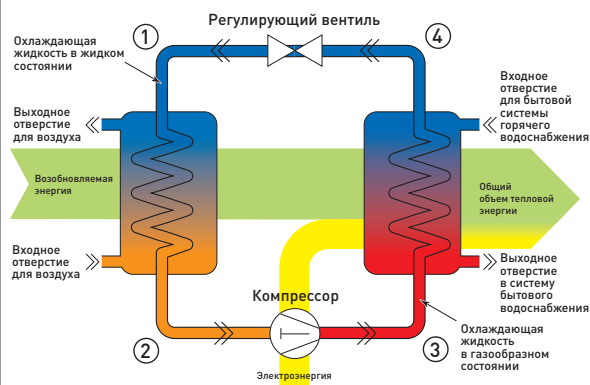 Регулирующий вентиль
1
4
Охлаждающая
жидкость в жидком
состоянии
Входное
отверстие
для бытовой
системы
горячего
водоснабжения
Выходное
отверстие
для воздуха
Возобновляемая
энергия
Общий
объем тепловой
энергии
Входное
отверстие
для воздуха
Выходное
отверстие
в систему
бытового
водоснабжения
Компрессор
2
3
Охлаждающая
жидкость
в газообразном
состоянии
Электроэнергия